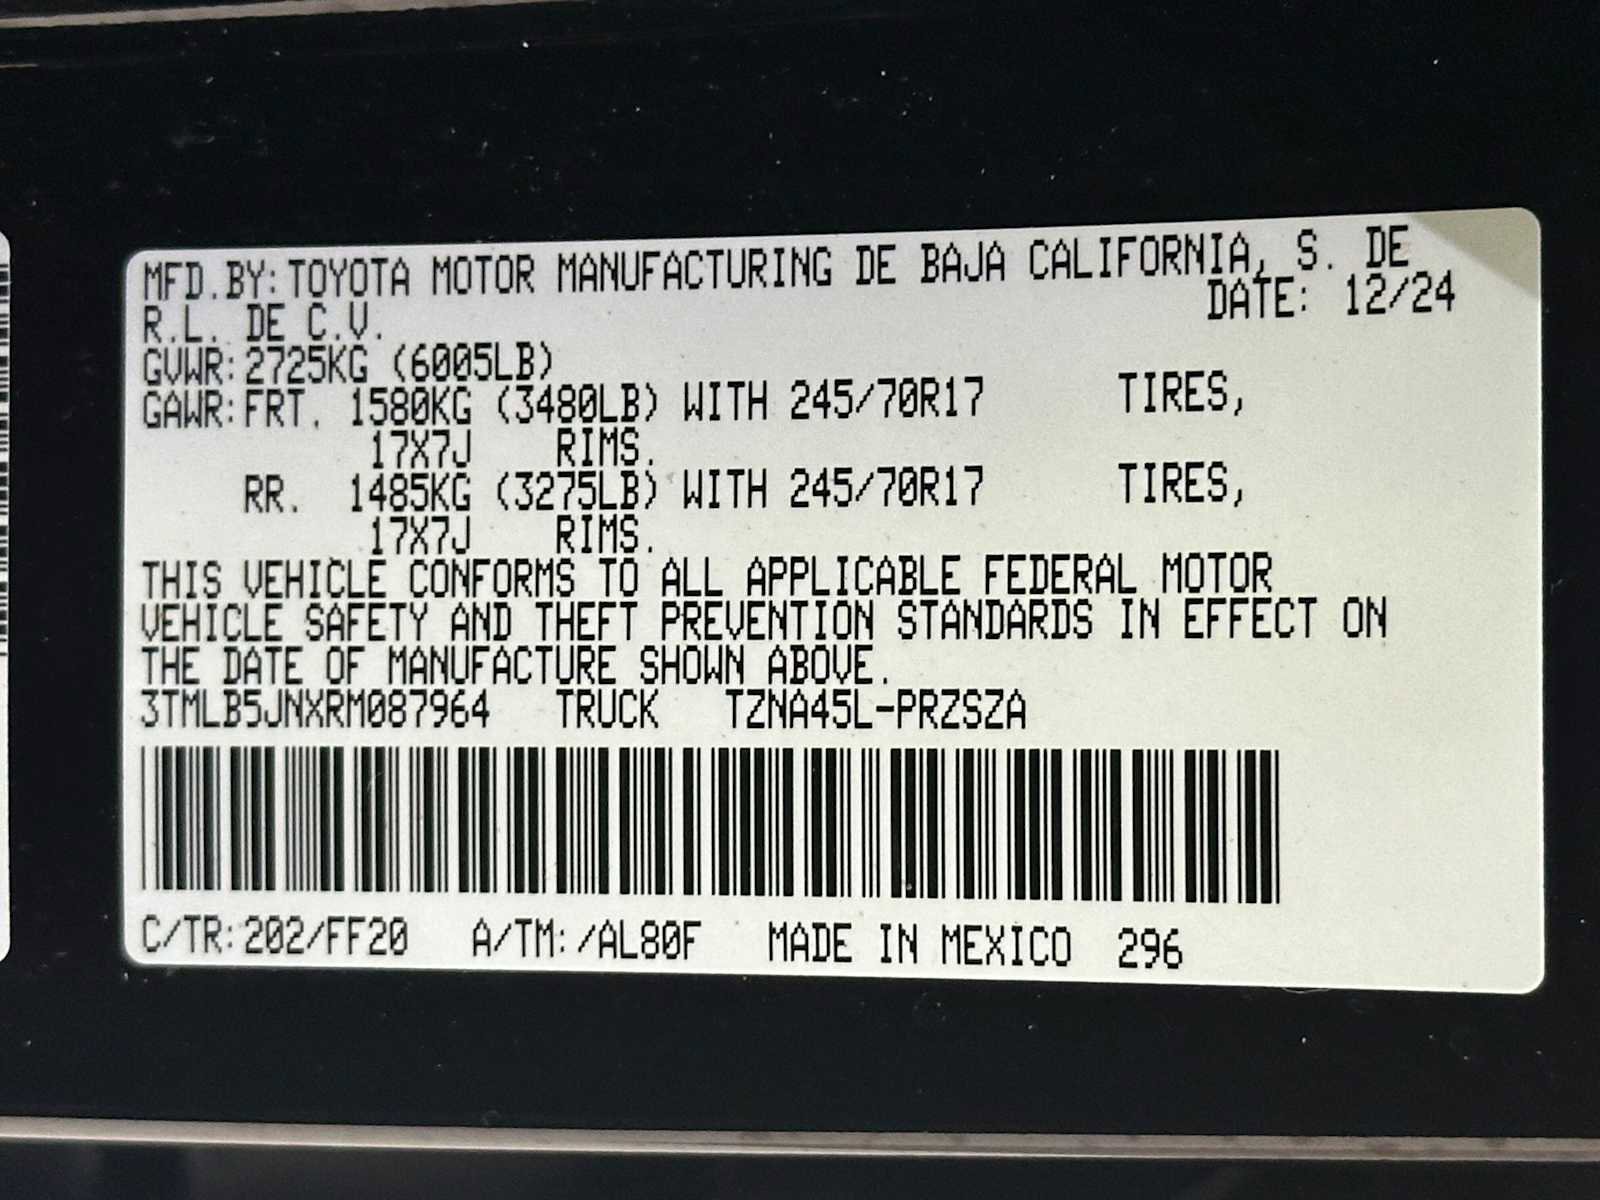 MFD.BY:TOYOTA MOTOR MANUFACTURING DE BAJA CALIFORNIA, S. DE
R.L. DE C.V. DATE: 12/24
GVWR:2725KG (6005LB)
GAWR:FRT. 1580KG (3480LB) WITH 245/70R17 TIRES,
17X7J RIMS.
RR. 1485KG (3275LB) WITH 245/70R17 TIRES,
17X7J RIMS.
THIS VEHICLE CONFORMS TO ALL APPLICABLE FEDERAL MOTOR
VEHICLE SAFETY AND THEFT PREVENTION STANDARDS IN EFFECT ON
THE DATE OF MANUFACTURE SHOWN ABOVE.
3TMLB5JNXRM087964 TRUCK TZNA45L-PRZSZA
C/TR:202/FF20 A/TM:/AL80F MADE IN MEXICO 296